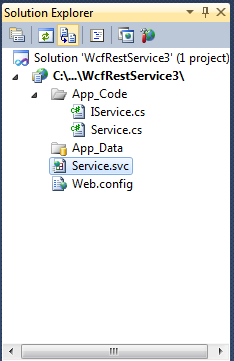 Solution Explorer
Solution 'WcfRestService3' (1 project)
C:\...\WcfRestService3\
App_Code
IService.cs
Service.cs
App_Data
Service.svc
Web.config